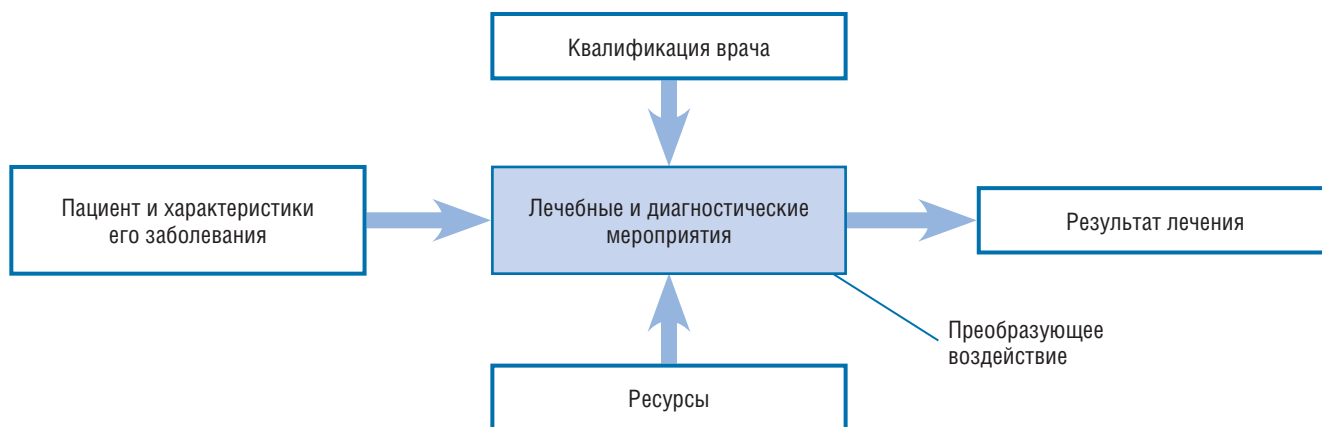 Квалификация врача
Пациент и характеристики
его заболевания
Лечебные и диагностические
мероприятия
Результат лечения
Преобразующее
воздействие
Ресурсы